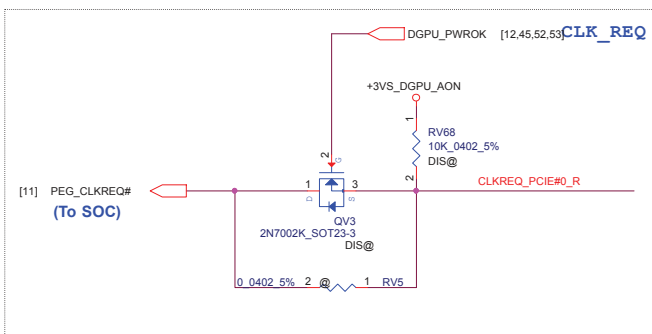 DGPU_PWROK [12,45,52,53] CLK_REQ
+3VS_DGPU_AON
1
RV68
10K_0402_5%
DIS@
2
2
G
[11] PEG_CLKREQ#
1
3
CLKREQ_PCIE#0_R
D
S
(To SOC)
QV3
2N7002K_SOT23-3
DIS@
0_0402_5% 2 @ 1 RV5